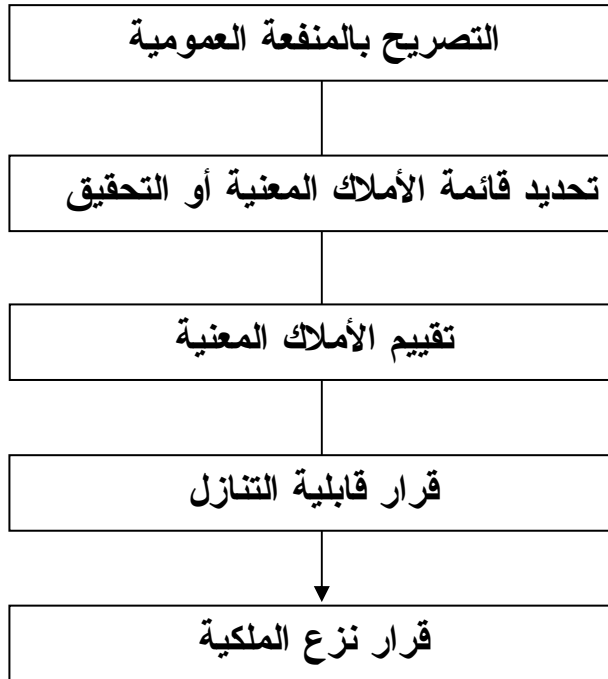 التصريح بالمنفعة العمومية
تحديد قائمة الأملاك المعنية أو التحقيق
تقييم الأملاك المعنية
قرار قابلية التنازل
قرار نزع الملكية